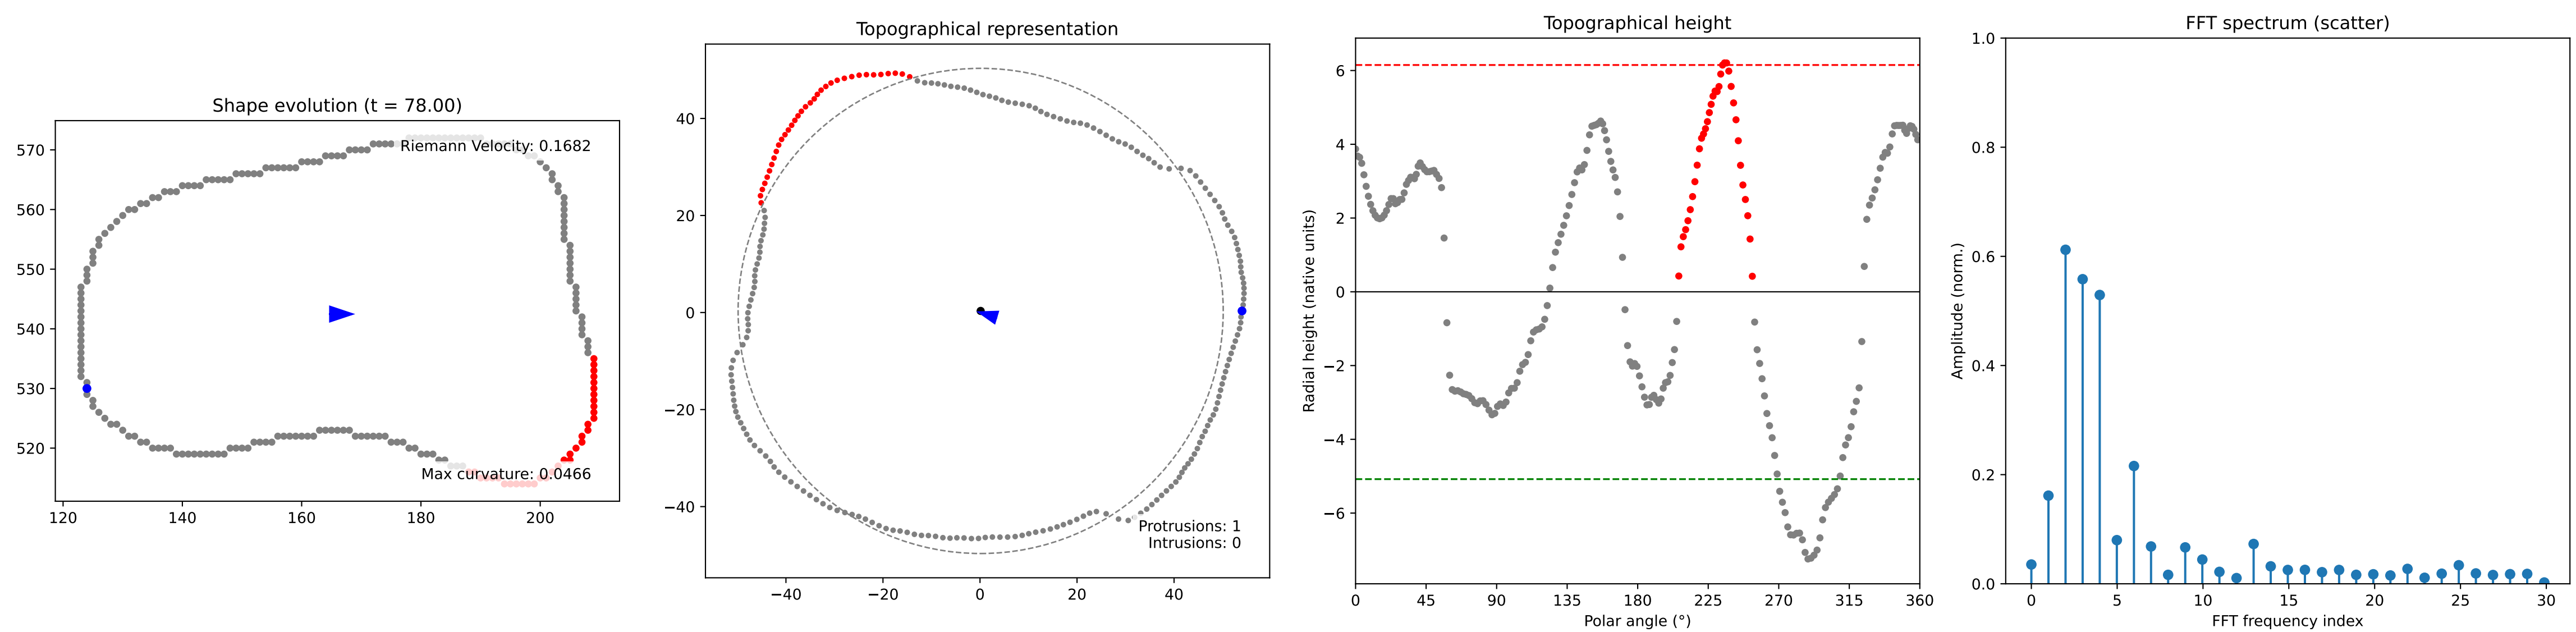 Shape evolution (t = 78.00)
570
560
550
540
530
520
120 140 160 180 200
Riemann Velocity: 0.1682
Max curvature: 0.0466
Topographical representation
40
20
0
−20
−40
−40 −20 0 20 40
Protrusions: 1
Intrusions: 0
Topographical height
Radial height (native units)
6
4
2
0
−2
−4
−6
0 45 90 135 180 225 270 315 360
Polar angle (°)
FFT spectrum (scatter)
Amplitude (norm.)
1.0
0.8
0.6
0.4
0.2
0.0
0 5 10 15 20 25 30
FFT frequency index